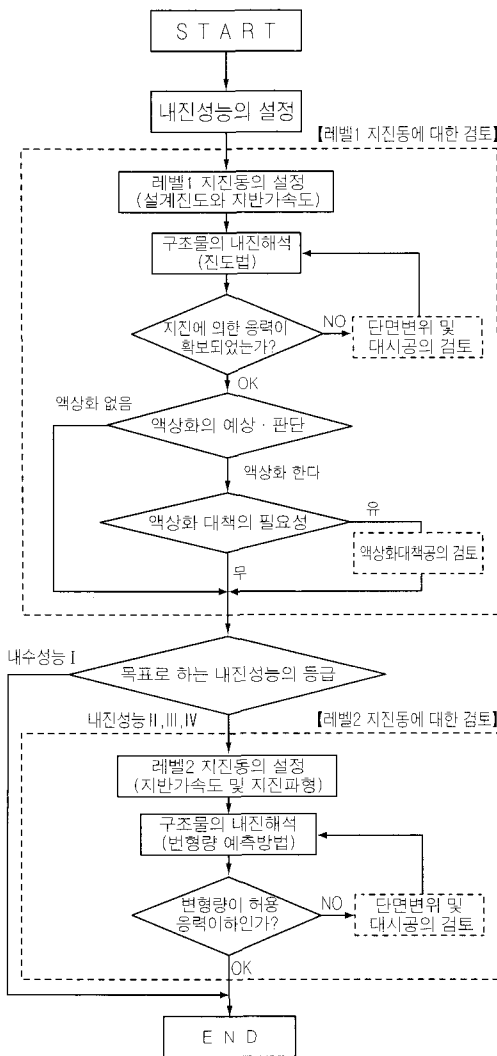 S T A R T
내진성능의 설정
【레벨1 지진동에 대한 검토】
레벨1 지진동의 설정
(설계진도와 지반가속도)
구조물의 내진해석
(진도법)
지진에 의한 응력이
확보되었는가?
NO
단면변위 및
대시공의 검토
OK
액상화 없음
액상화의 예상 · 판단
액상화 한다
액상화 대책의 필요성
유
액상화대책공의 검토
무
내수성능 I
목표로 하는 내진성능의 등급
내진성능 II, III, IV
【레벨2 지진동에 대한 검토】
레벨2 지진동의 설정
(지반가속도 및 지진파형)
구조물의 내진해석
(번형량 예측방법)
변형량이 허용
응력이하인가?
NO
단면변위 및
대시공의 검토
OK
E N D